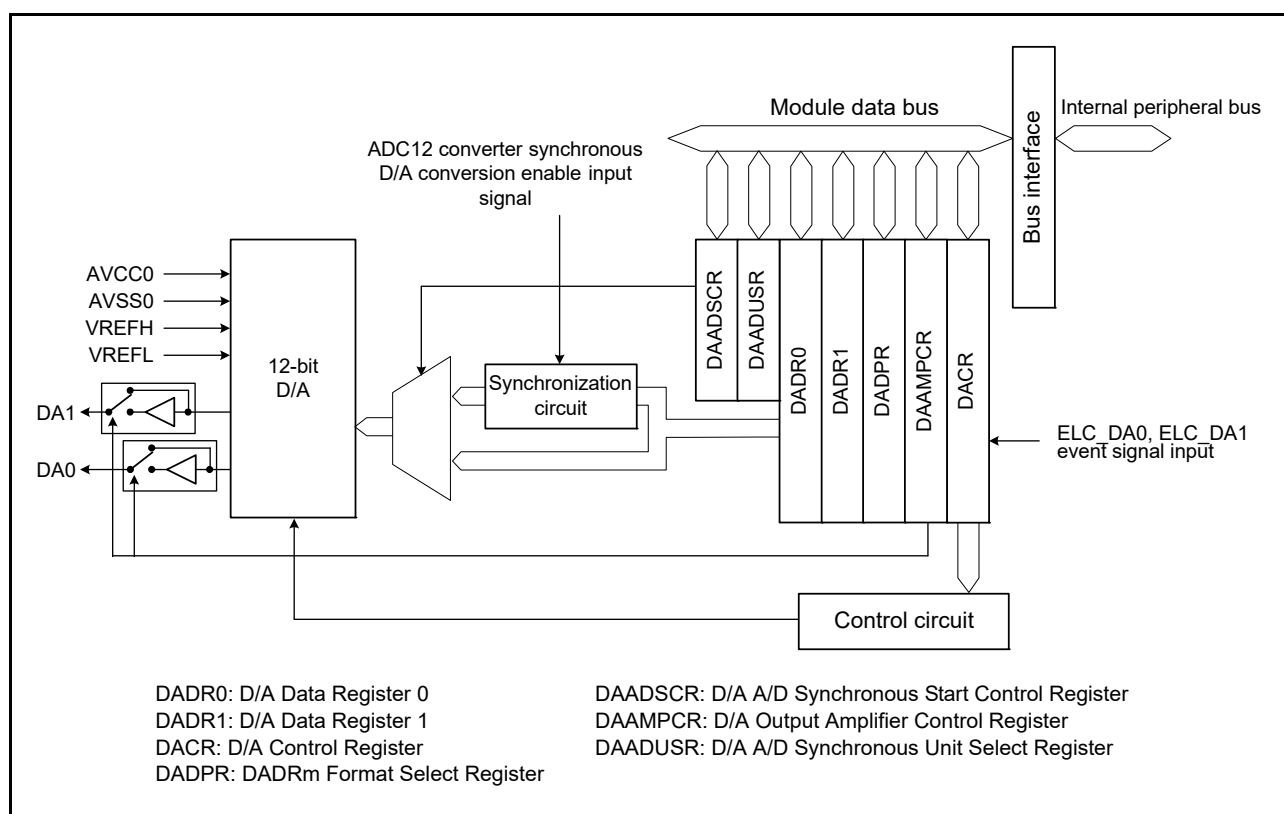 Module data bus
Internal peripheral bus
Bus interface
ADC12 converter synchronous
D/A conversion enable input
signal
AVCC0
AVSS0
VREFH
VREFL
12-bit
D/A
DA1
DA0
Synchronization
circuit
DAADSCR
DAADUSR
DADR0
DADR1
DADPR
DAAMPCR
DACR
ELC_DA0, ELC_DA1
event signal input
Control circuit
DADR0: D/A Data Register 0
DADR1: D/A Data Register 1
DACR: D/A Control Register
DADPR: DADRm Format Select Register
DAADSCR: D/A A/D Synchronous Start Control Register
DAAMPCR: D/A Output Amplifier Control Register
DAADUSR: D/A A/D Synchronous Unit Select Register